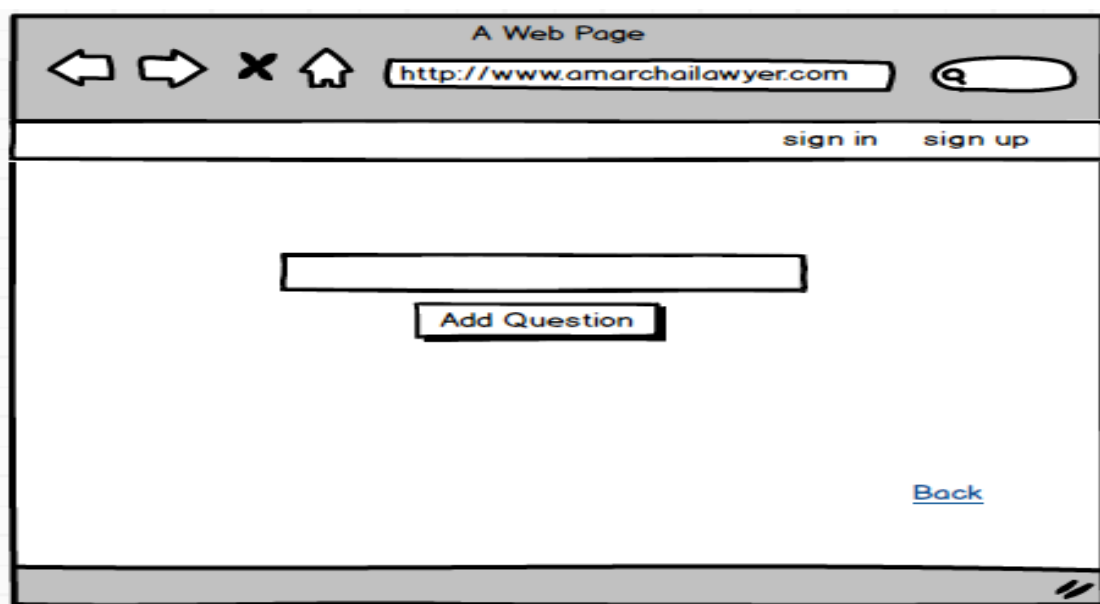 A Web Page
http://www.amarchailawyer.com
sign in sign up
Add Question
Back